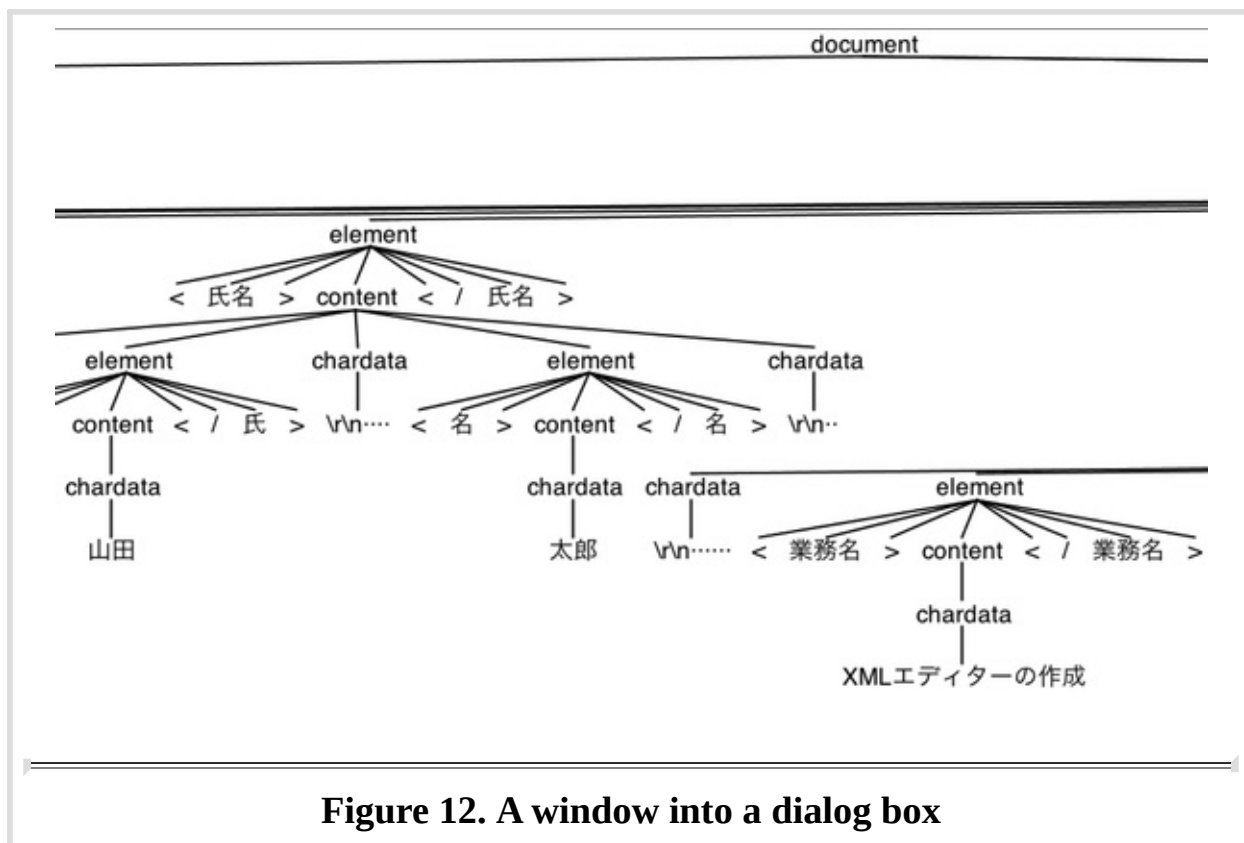 document
element
< 氏名 > content < / 氏名 >
element chardata element chardata
content < / 氏 > \r\n···· < 名 > content < / 名 > \r\n··
chardata chardata chardata element
山田 太郎 \r\n······ < 業務名 > content < / 業務名 >
chardata
XMLエディターの作成
Figure 12. A window into a dialog box